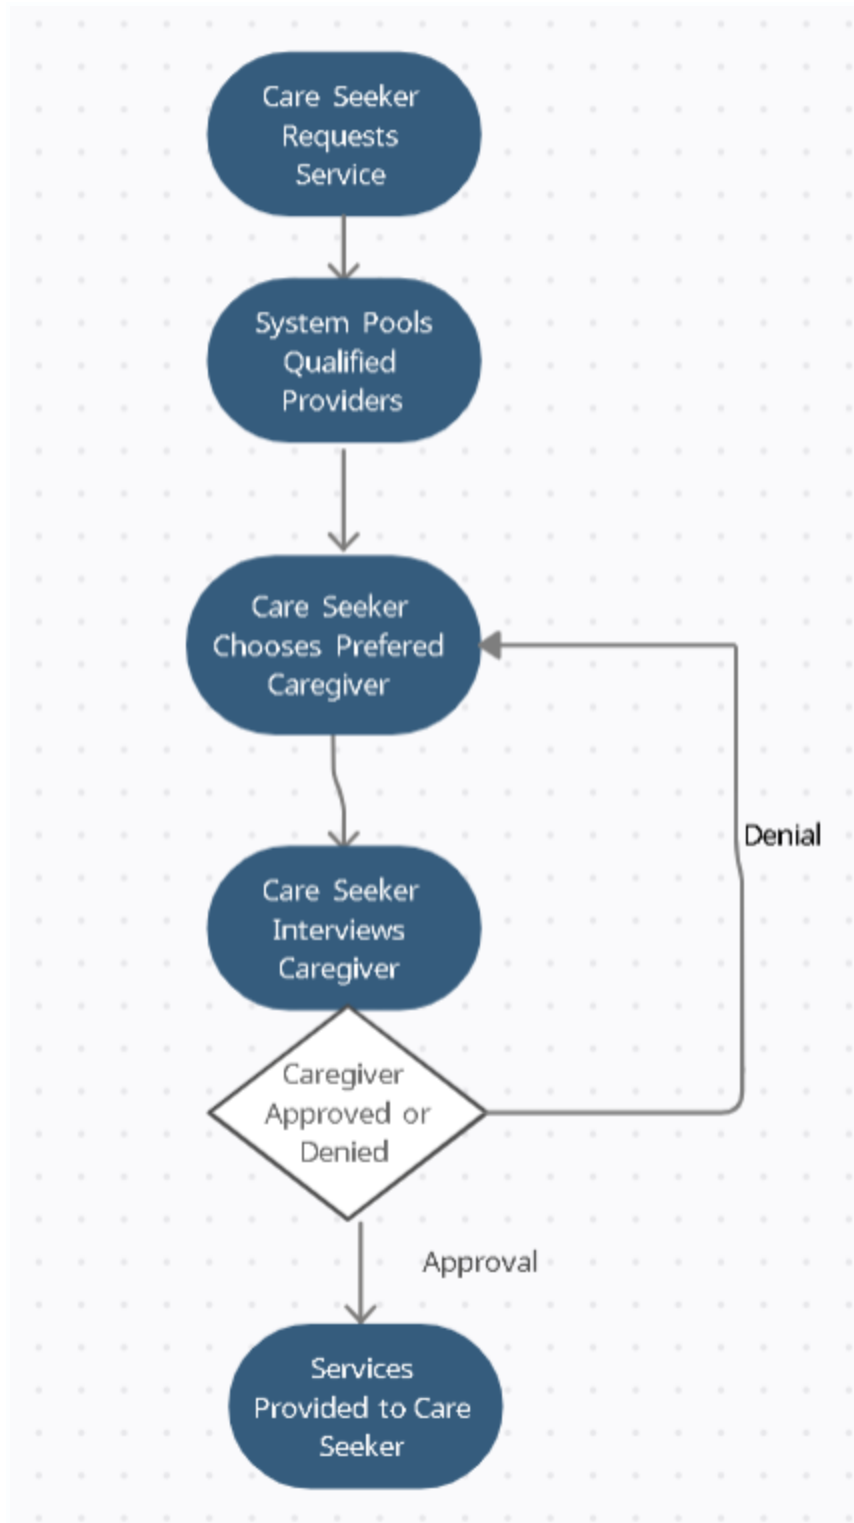 Care Seeker
Requests
Service
System Pools
Qualified
Providers
Care Seeker
Chooses Prefered
Caregiver
Denial
Care Seeker
Interviews
Caregiver
Caregiver
Approved or
Denied
Approval
Services
Provided to Care
Seeker